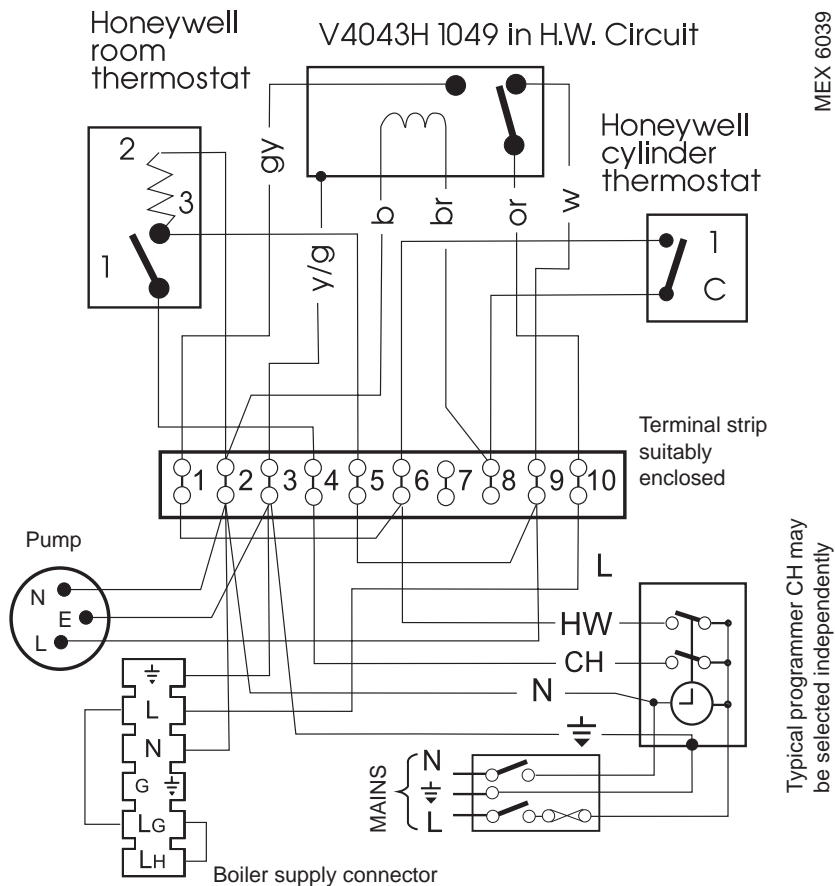 Honeywell
room
thermostat
V4043H 1049 in H.W. Circuit
MEX 6039
Honeywell
cylinder
thermostat
2
3
1
gy
y/g
b
br
or
w
1
C
Terminal strip
suitably
enclosed
1 2 3 4 5 6 7 8 9 10
Pump
N
E
L
L
HW
CH
N
L
N
G
LG
LH
MAINS
N
L
Boiler supply connector
Typical programmer CH may
be selected independently